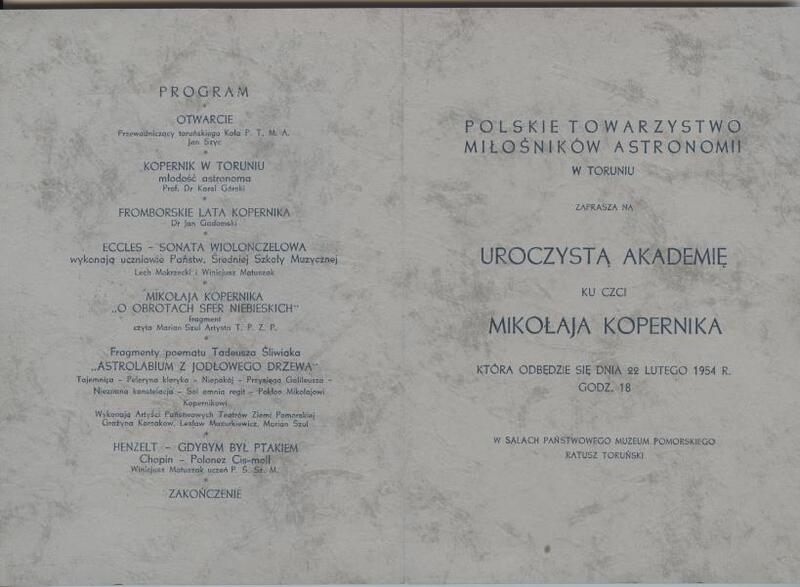 PROGRAM
OTWARCIE
Przewodniczący toruńskiego Koła P. T. M. A.
Jan Szyc
KOPERNIK W TORUNIU
młodość astronoma
Prof. Dr Karol Górski
FROMBORSKIE LATA KOPERNIKA
Dr Jan Gadomski
ECCLES – SONATA WIOLONCZELOWA
wykonają uczniowie Państw. Średniej Szkoły Muzycznej
Lech Mokrzecki i Winicjusz Matuszak
MIKOŁAJA KOPERNIKA
„O OBROTACH SFER NIEBIESKICH"
fragment
czyta Marian Szul Artysta T. P. Z. P.
Fragmenty poematu Tadeusza Śliwiaka
„ASTROLABIUM Z JODŁOWEGO DRZEWA"
Tajemnica – Peleryna kleryka – Niepokój – Przysięga Galileusza –
Nieznana konstelacja – Sol omnia regit – Pokłon Mikołajowi
Kopernikowi
Wykonają Artyści Państwowych Teatrów Ziemi Pomorskiej
Grażyna Korsakow, Lesław Mazurkiewicz, Marian Szul
HENZELT – GDYBYM BYŁ PTAKIEM
Chopin – Polonez Cis-moll
Winicjusz Matuszak uczeń P. Ś. Sz. M.
ZAKOŃCZENIE
POLSKIE TOWARZYSTWO
MIŁOŚNIKÓW ASTRONOMII
W TORUNIU
ZAPRASZA NA
UROCZYSTĄ AKADEMIĘ
KU CZCI
MIKOŁAJA KOPERNIKA
KTÓRA ODBĘDZIE SIĘ DNIA 22 LUTEGO 1954 R.
GODZ. 18
W SALACH PAŃSTWOWEGO MUZEUM POMORSKIEGO
RATUSZ TORUŃSKI